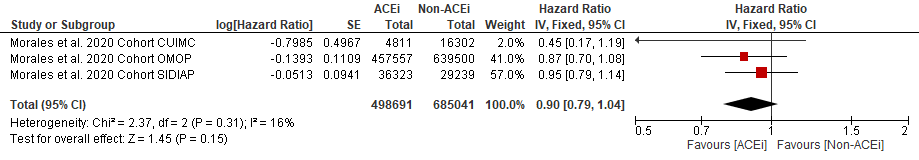 ACEi Non-ACEi Hazard Ratio Hazard Ratio
Study or Subgroup log[Hazard Ratio] SE Total Total Weight IV, Fixed, 95% CI IV, Fixed, 95% CI
Morales et al. 2020 Cohort CUIMC -0.7985 0.4967 4811 16302 2.0% 0.45 [0.17, 1.19]
Morales et al. 2020 Cohort OMOP -0.1393 0.1109 457557 639500 41.0% 0.87 [0.70, 1.08]
Morales et al. 2020 Cohort SIDIAP -0.0513 0.0941 36323 29239 57.0% 0.95 [0.79, 1.14]
Total (95% CI) 498691 685041 100.0% 0.90 [0.79, 1.04]
Heterogeneity: Chi² = 2.37, df = 2 (P = 0.31); I² = 16%
Test for overall effect: Z = 1.45 (P = 0.15)
0.5 0.7 1 1.5 2
Favours [ACEi] Favours [Non-ACEi]